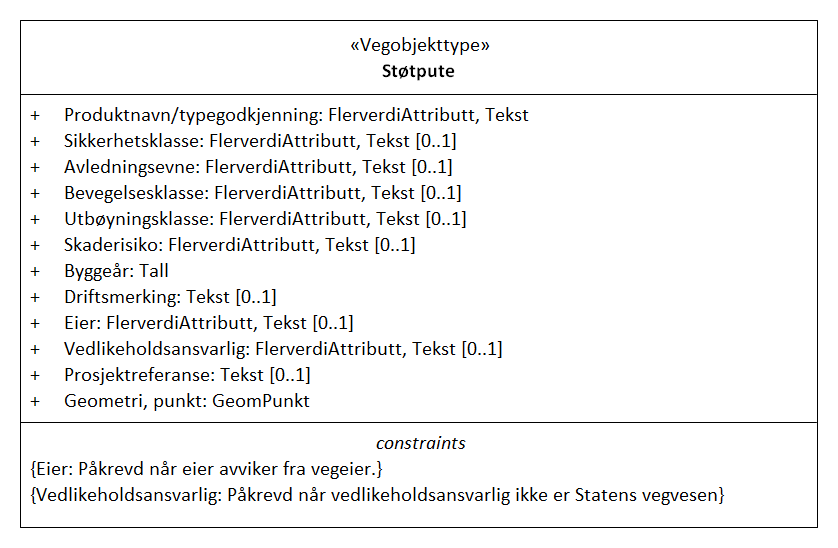 «Vegobjekttype»
Støtpute
+ Produktnavn/typegodkjenning: FlerverdiAttributt, Tekst
+ Sikkerhetsklasse: FlerverdiAttributt, Tekst [0..1]
+ Avledningsevne: FlerverdiAttributt, Tekst [0..1]
+ Bevegelsesklasse: FlerverdiAttributt, Tekst [0..1]
+ Utbøyningsklasse: FlerverdiAttributt, Tekst [0..1]
+ Skaderisiko: FlerverdiAttributt, Tekst [0..1]
+ Byggeår: Tall
+ Driftsmerking: Tekst [0..1]
+ Eier: FlerverdiAttributt, Tekst [0..1]
+ Vedlikeholdsansvarlig: FlerverdiAttributt, Tekst [0..1]
+ Prosjektreferanse: Tekst [0..1]
+ Geometri, punkt: GeomPunkt
constraints
{Eier: Påkrevd når eier avviker fra vegeier.}
{Vedlikeholdsansvarlig: Påkrevd når vedlikeholdsansvarlig ikke er Statens vegvesen}